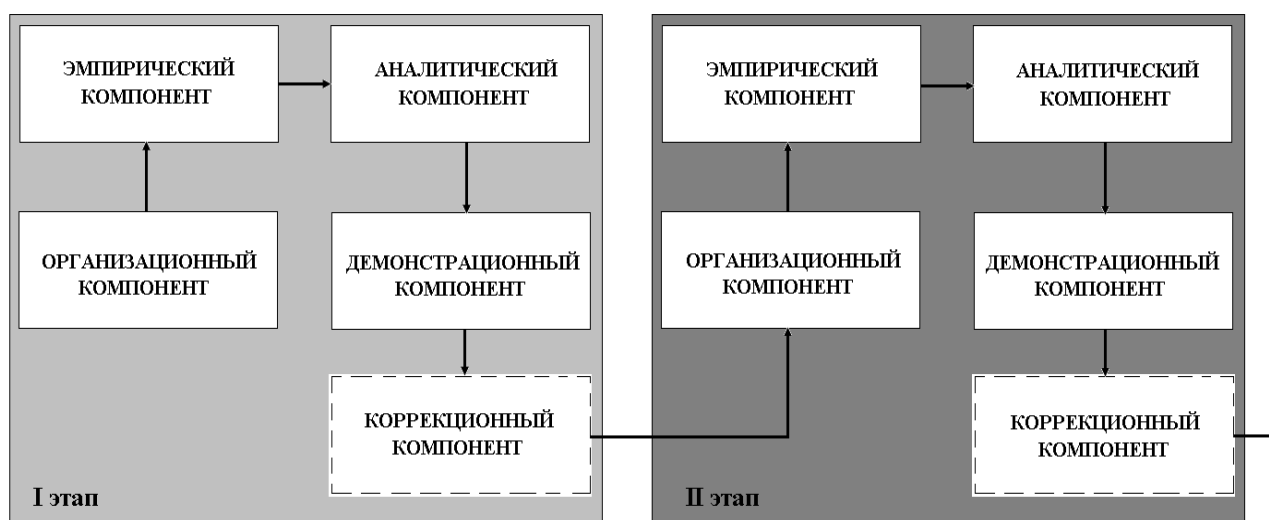 ЭМПИРИЧЕСКИЙ
КОМПОНЕНТ
АНАЛИТИЧЕСКИЙ
КОМПОНЕНТ
ОРГАНИЗАЦИОННЫЙ
КОМПОНЕНТ
ДЕМОНСТРАЦИОННЫЙ
КОМПОНЕНТ
КОРРЕКЦИОННЫЙ
КОМПОНЕНТ
I этап
ЭМПИРИЧЕСКИЙ
КОМПОНЕНТ
АНАЛИТИЧЕСКИЙ
КОМПОНЕНТ
ОРГАНИЗАЦИОННЫЙ
КОМПОНЕНТ
ДЕМОНСТРАЦИОННЫЙ
КОМПОНЕНТ
КОРРЕКЦИОННЫЙ
КОМПОНЕНТ
II этап